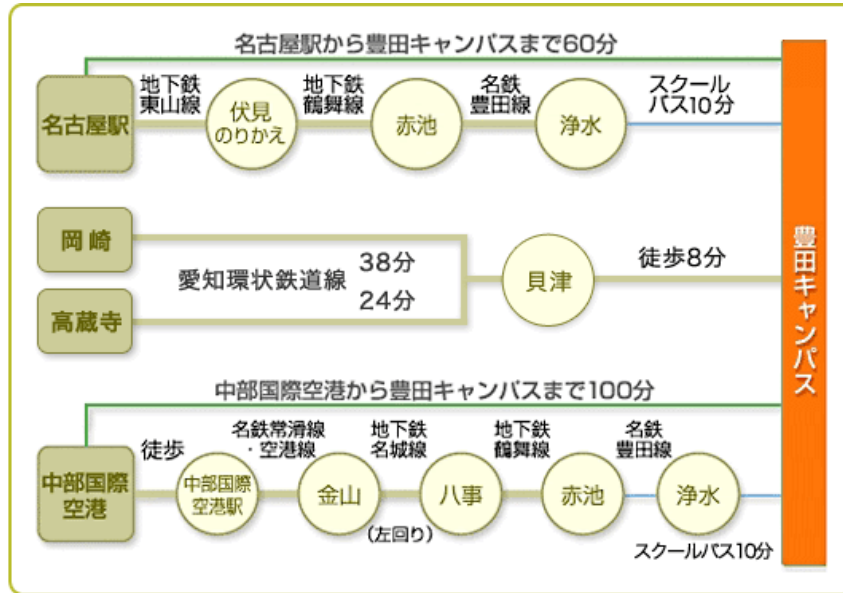 名古屋駅から豊田キャンパスまで60分
名古屋駅
地下鉄
東山線
伏見
のりかえ
地下鉄
鶴舞線
赤池
名鉄
豊田線
浄水
スクール
バス10分
岡崎
高蔵寺
愛知環状鉄道線
38分
24分
貝津
徒歩8分
豊田キャンパス
中部国際空港から豊田キャンパスまで100分
中部国際
空港
徒歩
中部国際
空港駅
名鉄常滑線
・空港線
金山
地下鉄
名城線
(左回り)
八事
地下鉄
鶴舞線
赤池
名鉄
豊田線
浄水
スクールバス10分